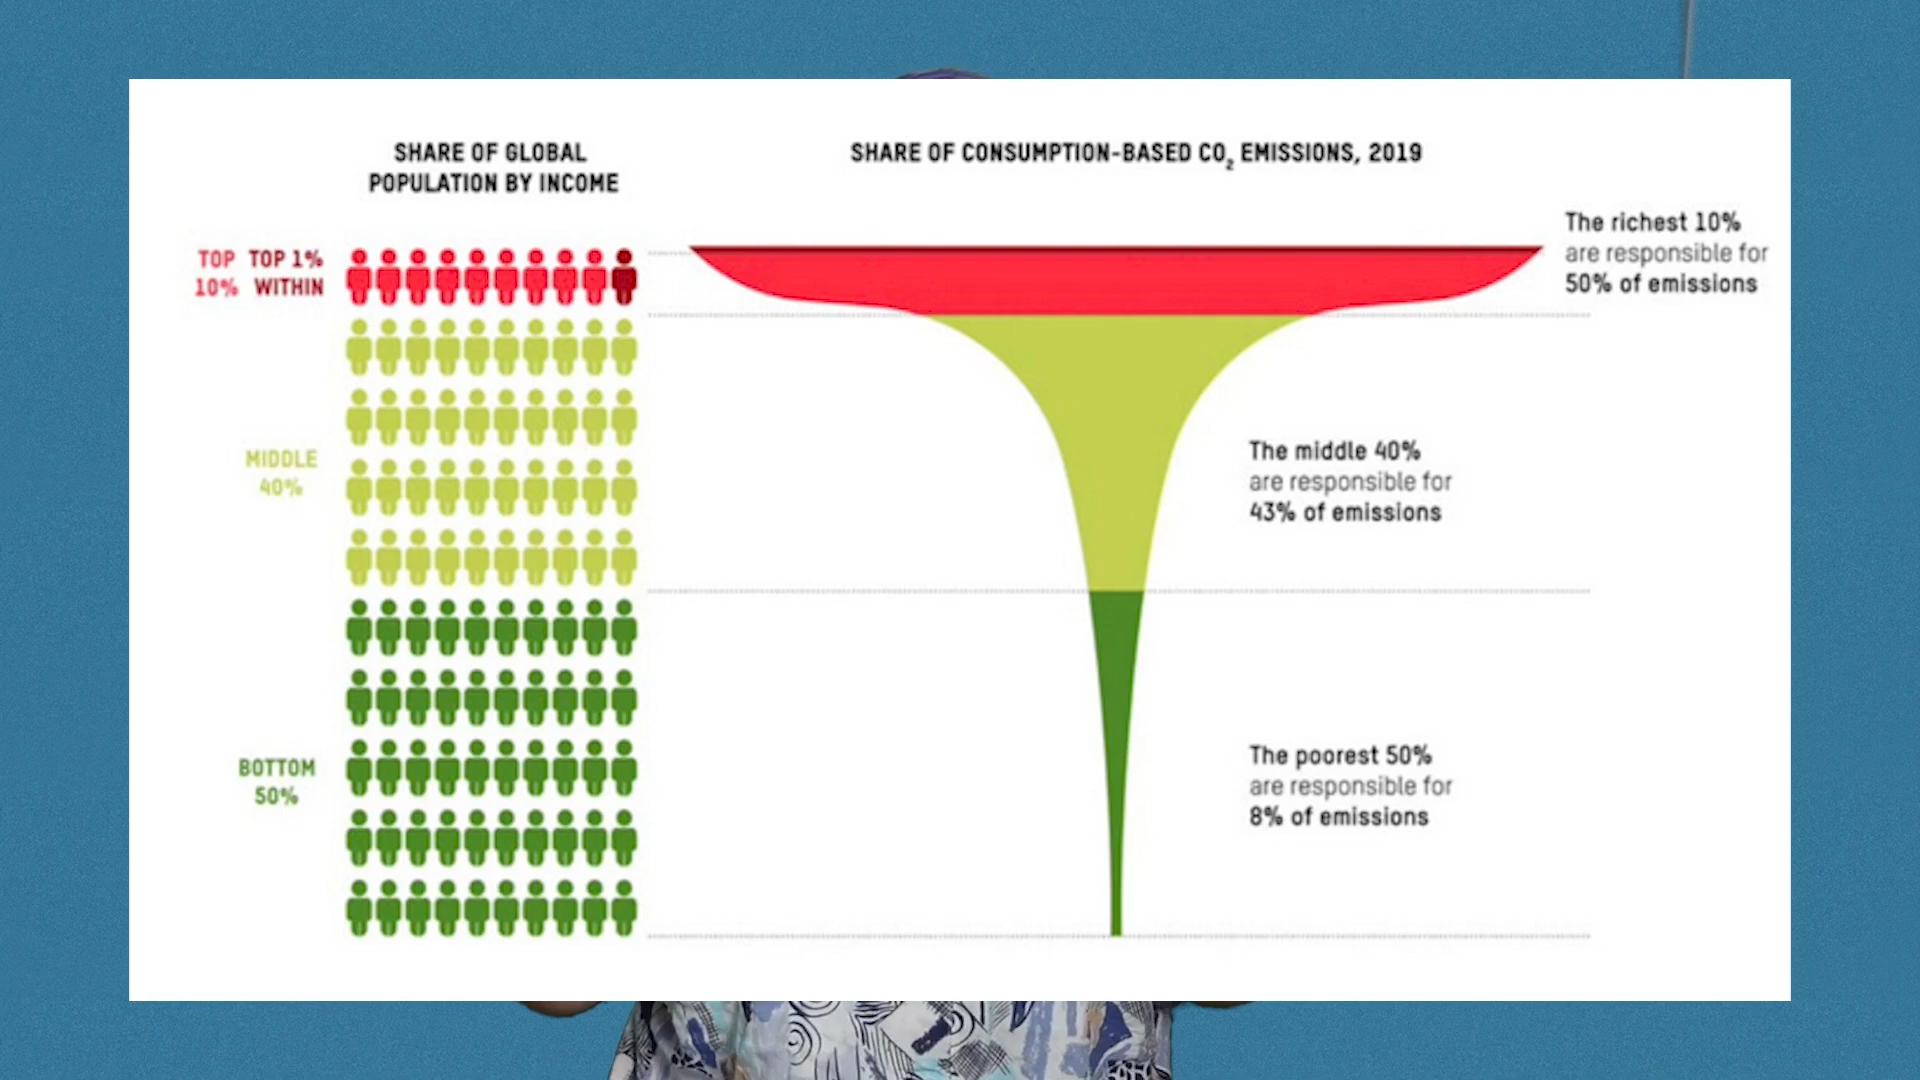 SHARE OF GLOBAL
POPULATION BY INCOME
SHARE OF CONSUMPTION-BASED CO₂ EMISSIONS, 2019
TOP 10%
TOP 1% WITHIN
The richest 10%
are responsible for
50% of emissions
MIDDLE
40%
The middle 40%
are responsible for
43% of emissions
BOTTOM
50%
The poorest 50%
are responsible for
8% of emissions